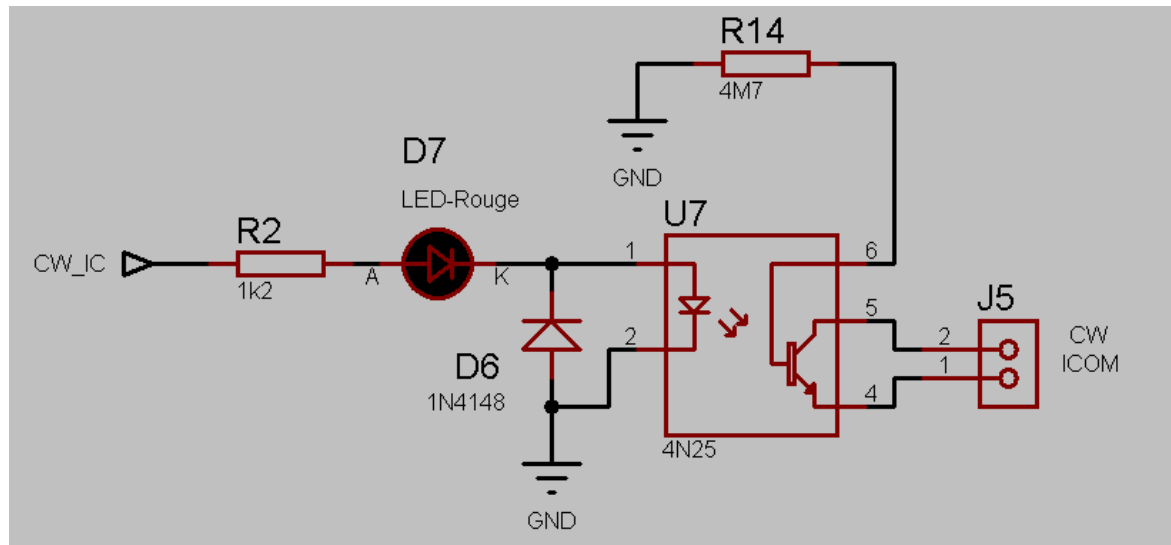 R14
4M7
GND
D7
LED-Rouge
R2
CW_IC
1k2
A
K
U7
1
2
6
5
4
J5
2
1
CW
ICOM
D6
1N4148
4N25
GND